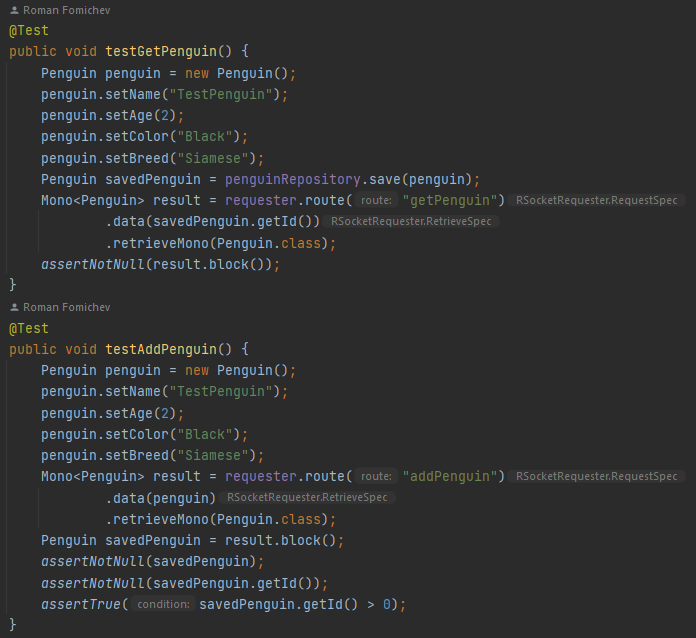 Roman Fomichev
@Test
public void testGetPenguin() {
    Penguin penguin = new Penguin();
    penguin.setName("TestPenguin");
    penguin.setAge(2);
    penguin.setColor("Black");
    penguin.setBreed("Siamese");
    Penguin savedPenguin = penguinRepository.save(penguin);
    Mono<Penguin> result = requester.route( route: "getPenguin") RSocketRequester.RequestSpec
            .data(savedPenguin.getId()) RSocketRequester.RetrieveSpec
            .retrieveMono(Penguin.class);
    assertNotNull(result.block());
}
Roman Fomichev
@Test
public void testAddPenguin() {
    Penguin penguin = new Penguin();
    penguin.setName("TestPenguin");
    penguin.setAge(2);
    penguin.setColor("Black");
    penguin.setBreed("Siamese");
    Mono<Penguin> result = requester.route( route: "addPenguin") RSocketRequester.RequestSpec
            .data(penguin) RSocketRequester.RetrieveSpec
            .retrieveMono(Penguin.class);
    Penguin savedPenguin = result.block();
    assertNotNull(savedPenguin);
    assertNotNull(savedPenguin.getId());
    assertTrue( condition: savedPenguin.getId() > 0);
}